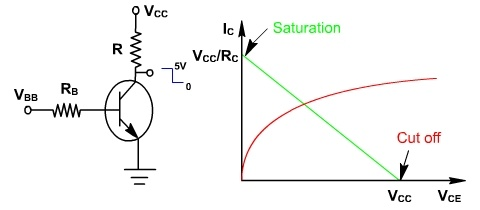 VCC
R
5V
0
RB
VBB
IC
Saturation
VCC/RC
Cut off
VCC
VCE